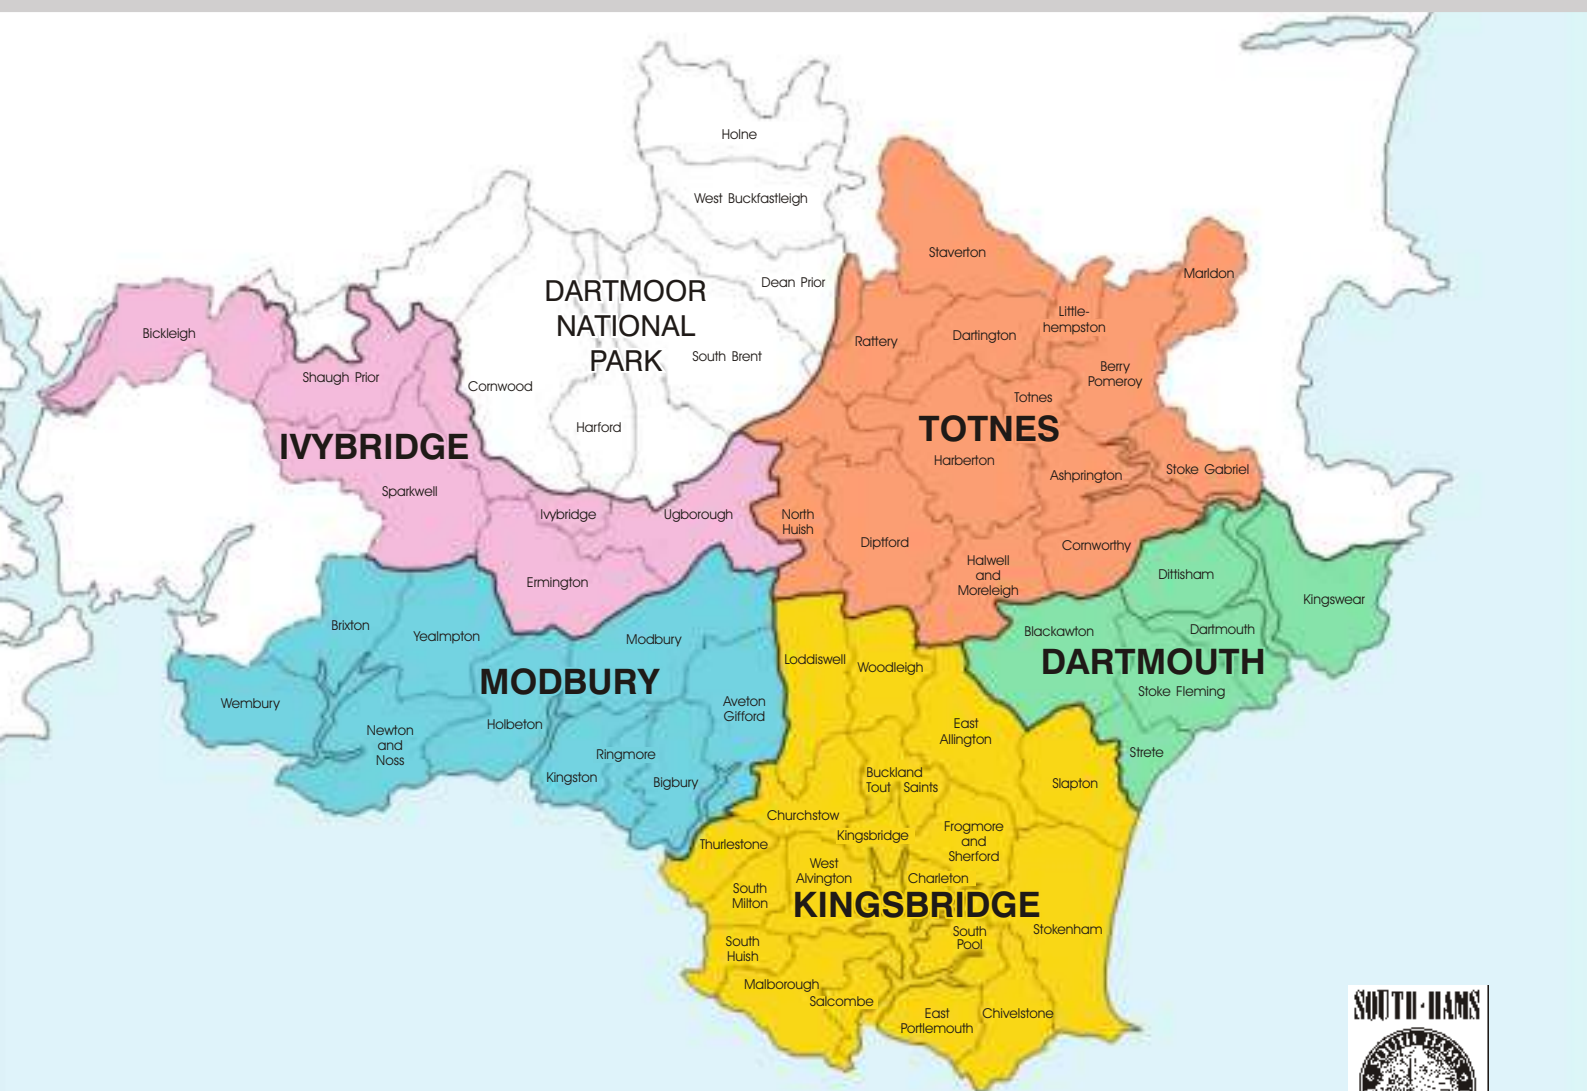 Holne
West Buckfastleigh
Staverton
Marldon
Dean Prior
DARTMOOR
NATIONAL
PARK
Little-
hempston
Bickleigh
Dartington
Rattery
South Brent
Shaugh Prior
Berry
Pomeroy
Cornwood
Totnes
Harford
TOTNES
IVYBRIDGE
Harberton
Stoke Gabriel
Ashprington
Sparkwell
Ivybridge
Ugborough
North
Huish
Diptford
Cornworthy
Halwell
and
Moreleigh
Dittisham
Ermington
Kingswear
Brixton
Yealmpton
Modbury
Blackawton
Dartmouth
Loddiswell
Woodleigh
DARTMOUTH
MODBURY
Stoke Fleming
Wembury
Aveton
Gifford
Holbeton
East
Allington
Newton
and
Noss
Ringmore
Strete
Kingston
Bigbury
Buckland
Tout Saints
Slapton
Churchstow
Kingsbridge
Frogmore
and
Sherford
Thurlestone
West
Alvington
Charleton
South
Milton
KINGSBRIDGE
Stokenham
South
Pool
South
Huish
Malborough
Salcombe
East
Portlemouth
Chivelstone
SOUTH·HAMS
SOUTH HAMS